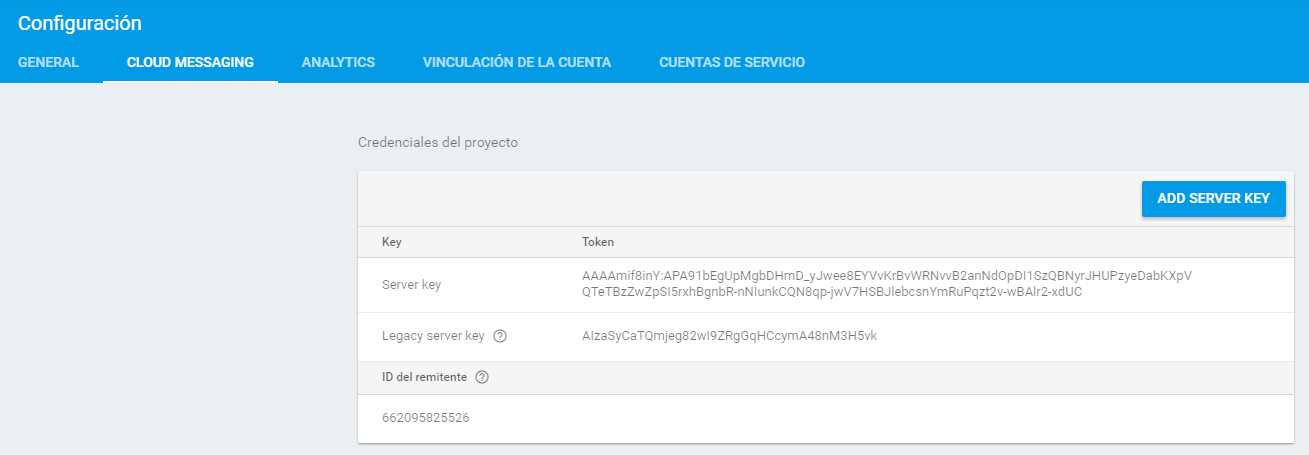 Configuración
GENERAL CLOUD MESSAGING ANALYTICS VINCULACIÓN DE LA CUENTA CUENTAS DE SERVICIO
Credenciales del proyecto
ADD SERVER KEY
Key Token
Server key AAAAmif8inY:APA91bEgUpMgbDHmD_yJwee8EYVvKrBvWRNvvB2anNdOpDI1SzQBNyrJHUPzyeDabKXpV
QTeTBzZwZpSI5rxhBgnbR-nNIunkCQN8qp-jwV7HSBJlebcsnYmRuPqzt2v-wBAlr2-xdUC
Legacy server key ? AIzaSyCaTQmjeg82wI9ZRgGqHCcymA48nM3H5vk
ID del remitente ?
662095825526